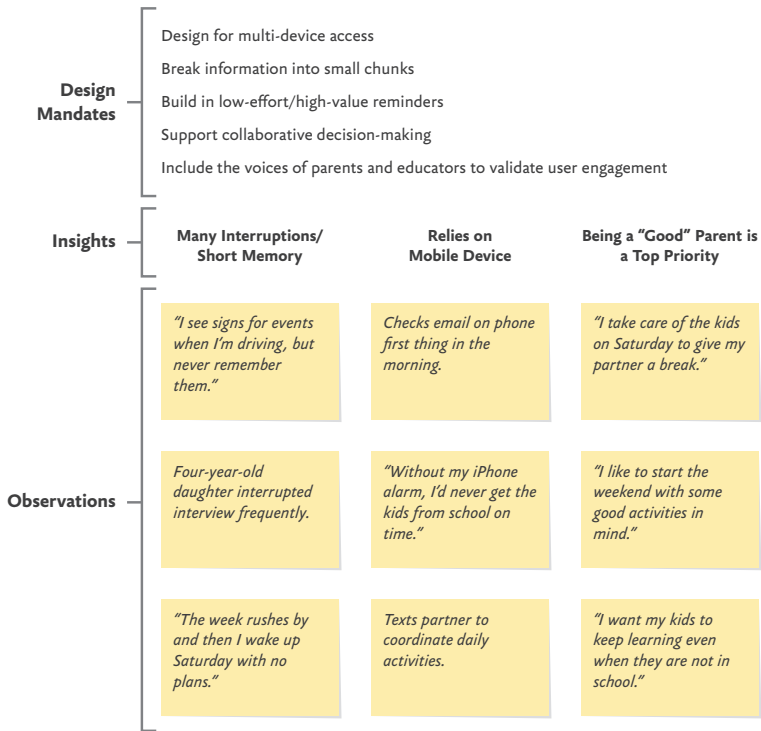 Design for multi-device access
Break information into small chunks
Design
Mandates
Build in low-effort/high-value reminders
Support collaborative decision-making
Include the voices of parents and educators to validate user engagement
Insights
Many Interruptions/
Short Memory
Relies on
Mobile Device
Being a “Good” Parent is
a Top Priority
Observations
“I see signs for events
when I’m driving, but
never remember
them.”
Checks email on phone
first thing in the
morning.
“I take care of the kids
on Saturday to give my
partner a break.”
Four-year-old
daughter interrupted
interview frequently.
“Without my iPhone
alarm, I’d never get the
kids from school on
time.”
“I like to start the
weekend with some
good activities in
mind.”
“The week rushes by
and then I wake up
Saturday with no
plans.”
Texts partner to
coordinate daily
activities.
“I want my kids to
keep learning even
when they are not in
school.”